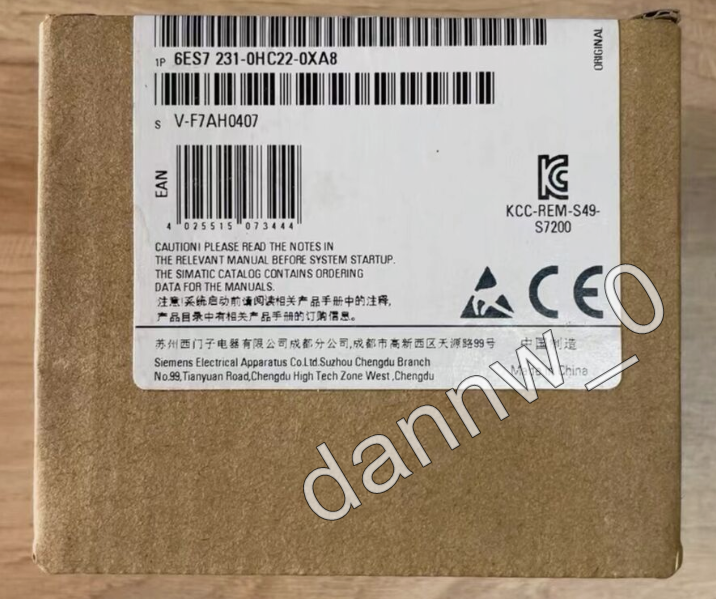 1P 6ES7 231-0HC22-0XA8
ORIGINAL
S V-F7AH0407
EAN
4 025515 073444
KCC-REM-S49-
S7200
CAUTION! PLEASE READ THE NOTES IN
THE RELEVANT MANUAL BEFORE SYSTEM STARTUP.
THE SIMATIC CATALOG CONTAINS ORDERING
DATA FOR THE MANUALS.
注意!系统启动前请阅读相关产品手册中的注释,
产品目录中有相关产品手册的订购信息。
CE
苏州西门子电器有限公司成都分公司,成都市高新西区天源路99号
中国制造
Siemens Electrical Apparatus Co.Ltd.Suzhou Chengdu Branch
No.99,Tianyuan Road,Chengdu High Tech Zone West ,Chengdu
Made in China
dannw_0